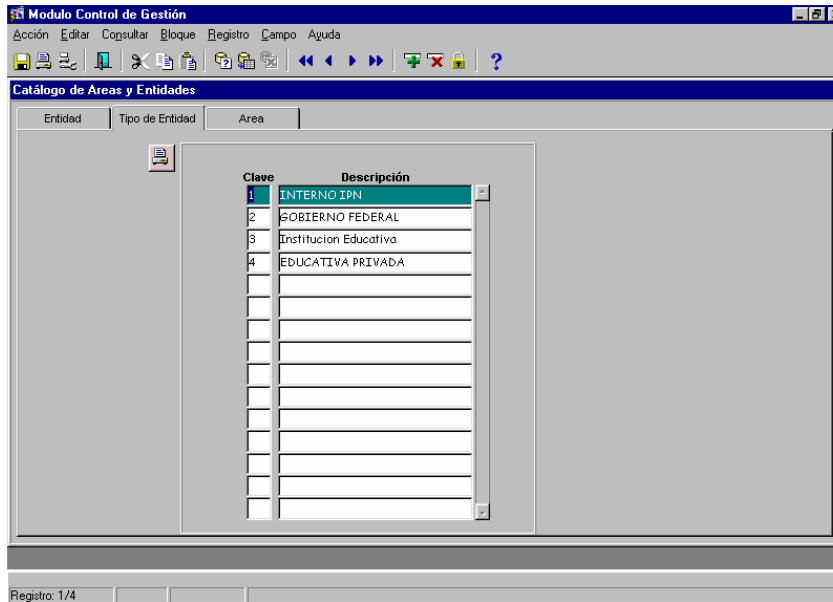 Modulo Control de Gestión
Acción Editar Consultar Bloque Registro Campo Ayuda
Catálogo de Areas y Entidades
Entidad Tipo de Entidad Area
Clave Descripción
1 INTERNO IPN
2 GOBIERNO FEDERAL
3 Institucion Educativa
4 EDUCATIVA PRIVADA
Registro: 1/4